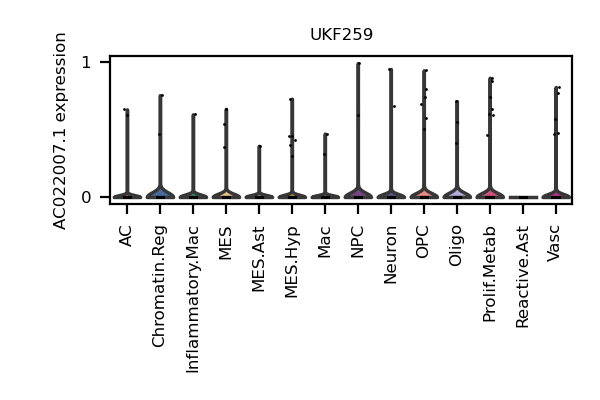 UKF259
AC022007.1 expression
1
0
AC
Chromatin.Reg
Inflammatory.Mac
MES
MES.Ast
MES.Hyp
Mac
NPC
Neuron
OPC
Oligo
Prolif.Metab
Reactive.Ast
Vasc